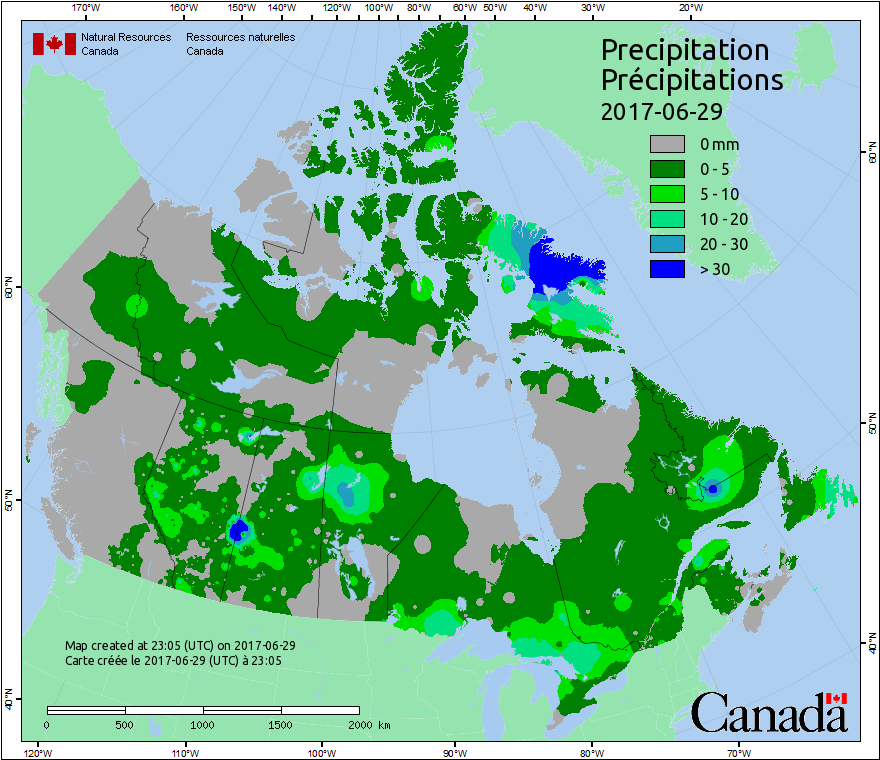 170°W 160°W 150°W 140°W 120°W 110°W 100°W 90°W 80°W 70°W 60°W 50°W 40°W 30°W 20°W
Natural Resources Ressources naturelles
Canada Canada
Precipitation
Précipitations
2017-06-29
0 mm
0 - 5
5 - 10
10 - 20
20 - 30
> 30
60°N
60°N
50°N
50°N
40°N
40°N
Map created at 23:05 (UTC) on 2017-06-29
Carte créée le 2017-06-29 (UTC) à 23:05
0 500 1000 1500 2000 km
Canada
120°W 110°W 100°W 90°W 80°W 70°W